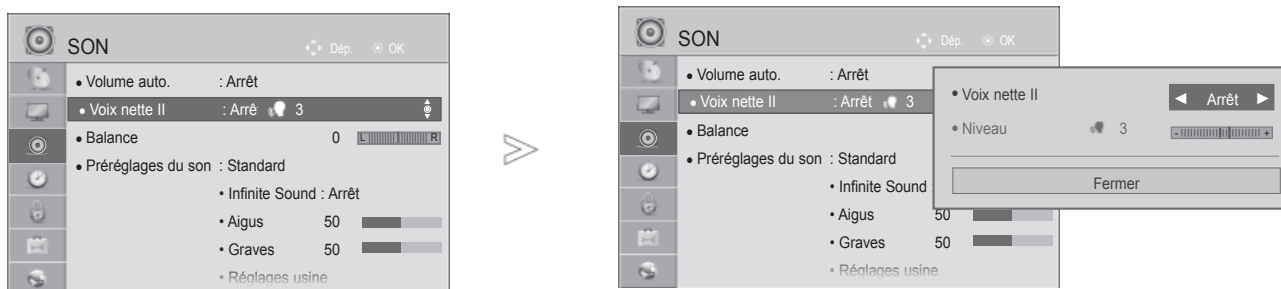 SON
Dép. OK
• Volume auto. : Arrêt
• Voix nette II : Arrê 3
• Balance 0 L R
• Préréglages du son : Standard
• Infinite Sound : Arrêt
• Aigus 50
• Graves 50
• Réglages usine
SON
Dép. OK
• Volume auto. : Arrêt
• Voix nette II : Arrêt 3
• Balance
• Préréglages du son : Standard
• Infinite Sound :
• Aigus 50
• Graves 50
• Réglages usine
• Voix nette II ◄ Arrêt ►
• Niveau 3 - +
Fermer